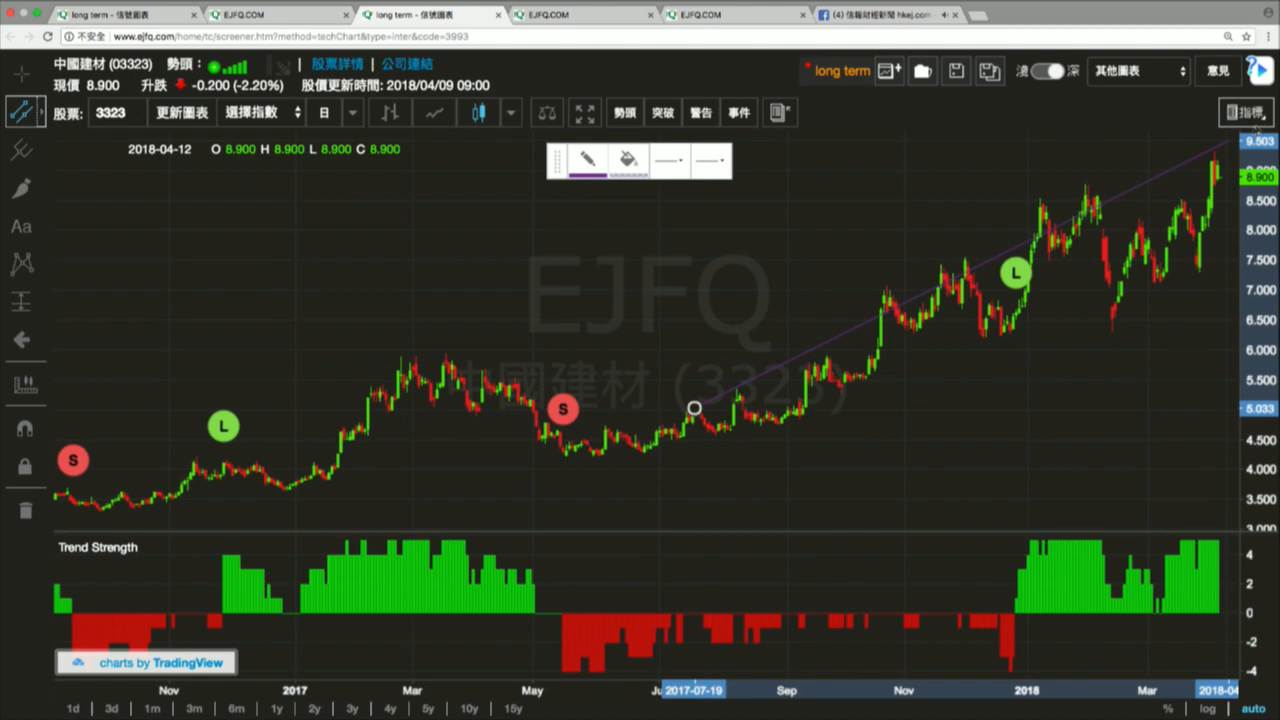 long term - 信號圖表
EJFQ.COM
long term - 信號圖表
EJFQ.COM
EJFQ.COM
(4) 信報財經新聞 hkej.com
不安全 www.ejfq.com/home/tc/screener.htm?method=techChart&type=inter&code=3993
中國建材 (03323) 勢頭：
股票詳情
公司連結
現價 8.900 升跌 -0.200 (-2.20%) 股價更新時間: 2018/04/09 09:00
* long term
淺
深
其他圖表
意見
股票:
3323
更新圖表
選擇指數
日
勢頭
突破
警告
事件
指標
2018-04-12 O 8.900 H 8.900 L 8.900 C 8.900
Aa
EJFQ
中國建材 (3323)
S
L
S
L
9.503
8.900
8.500
8.000
7.500
7.000
6.500
6.000
5.500
5.033
4.500
4.000
3.500
3.000
Trend Strength
4
2
0
-2
-4
charts by TradingView
Nov
2017
Mar
May
2017-07-19
Sep
Nov
2018
Mar
2018-04
1d
3d
1m
3m
6m
1y
2y
3y
4y
5y
10y
15y
%
log
auto